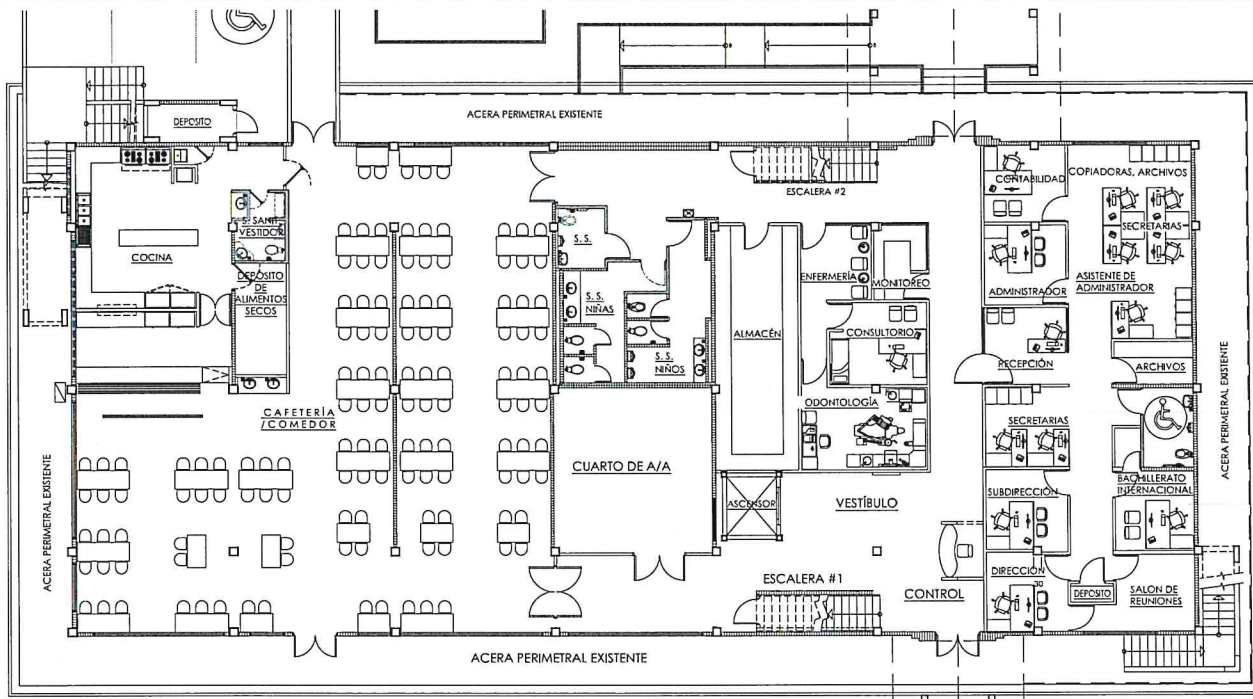 DEPOSITO
ACERA PERIMETRAL EXISTENTE
ESCALERA #2
CONTABILIDAD
COPIADORAS, ARCHIVOS
S. SANIT.
VESTIDOR
S.S.
SECRETARIAS
COCINA
DEPÓSITO
DE
ALIMENTOS
SECOS
ENFERMERÍA
MONITOREO
ADMINISTRADOR
ASISTENTE DE
ADMINISTRADOR
S.S.
NIÑAS
ALMACÉN
CONSULTORIO
S.S.
NIÑOS
RECEPCIÓN
ARCHIVOS
ACERA PERIMETRAL EXISTENTE
CAFETERÍA
/COMEDOR
ODONTOLOGÍA
SECRETARIAS
CUARTO DE A/A
BACHILLERATO
INTERNACIONAL
ACERA PERIMETRAL EXISTENTE
ASCENSOR
VESTÍBULO
SUBDIRECCIÓN
ESCALERA #1
CONTROL
DIRECCIÓN
30
DEPOSITO
SALON DE
REUNIONES
ACERA PERIMETRAL EXISTENTE